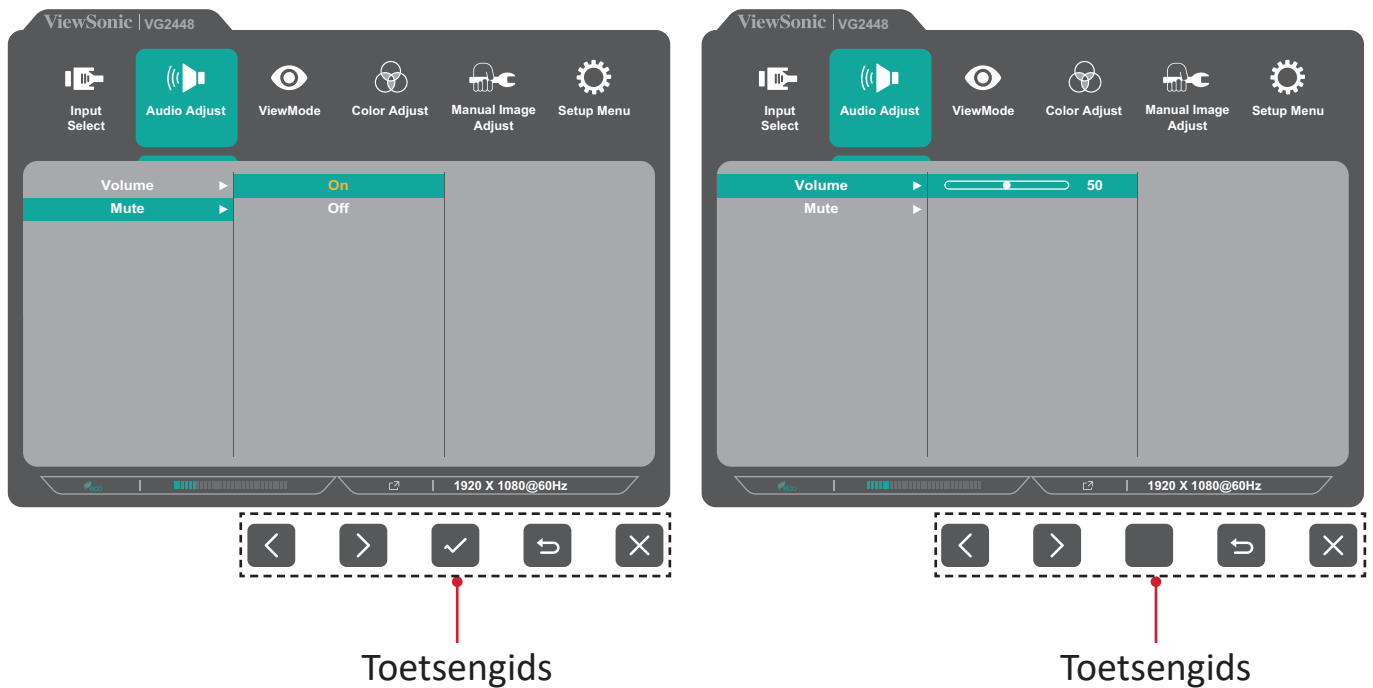 ViewSonic | VG2448
Input
Select
Audio Adjust
ViewMode
Color Adjust
Manual Image
Adjust
Setup Menu
Volume
On
Mute
Off
eco
1920 X 1080@60Hz
Toetsengids
ViewSonic | VG2448
Input
Select
Audio Adjust
ViewMode
Color Adjust
Manual Image
Adjust
Setup Menu
Volume
50
Mute
eco
1920 X 1080@60Hz
Toetsengids